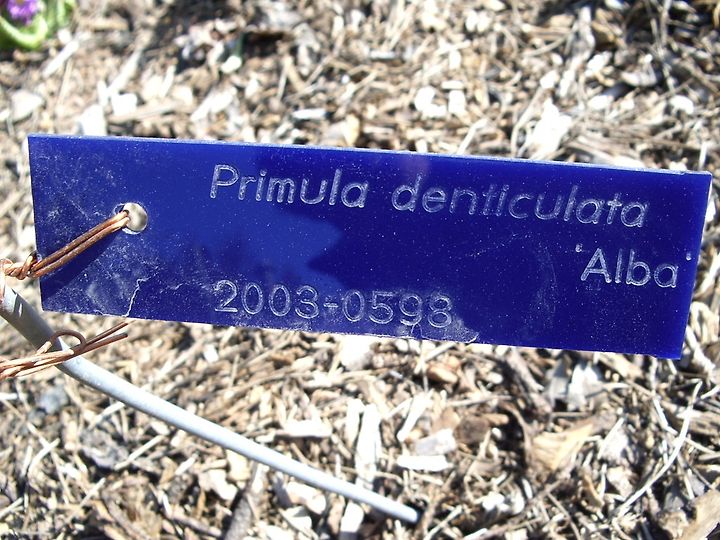 Primula denticulata
'Alba'
2003-0598